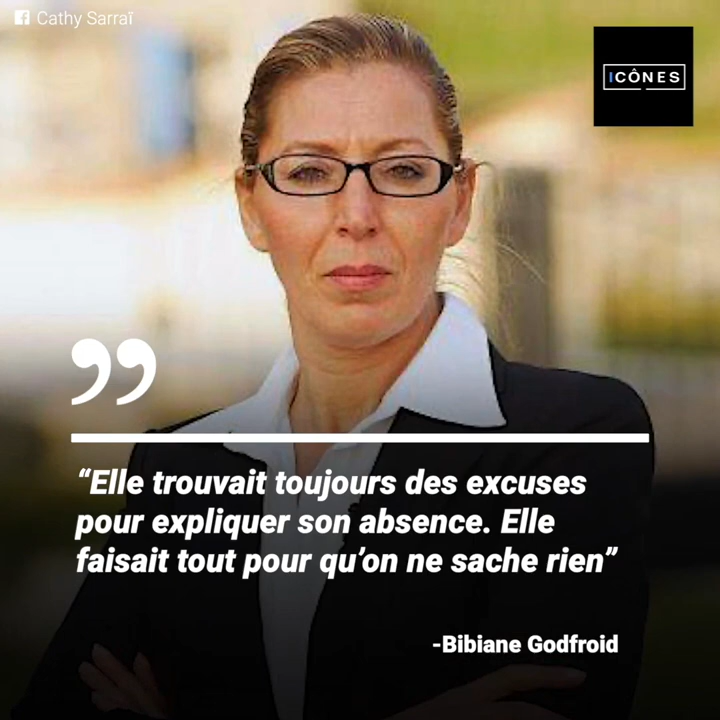 Cathy Sarraï
ICÔNES
”
“Elle trouvait toujours des excuses
pour expliquer son absence. Elle
faisait tout pour qu’on ne sache rien”
-Bibiane Godfroid